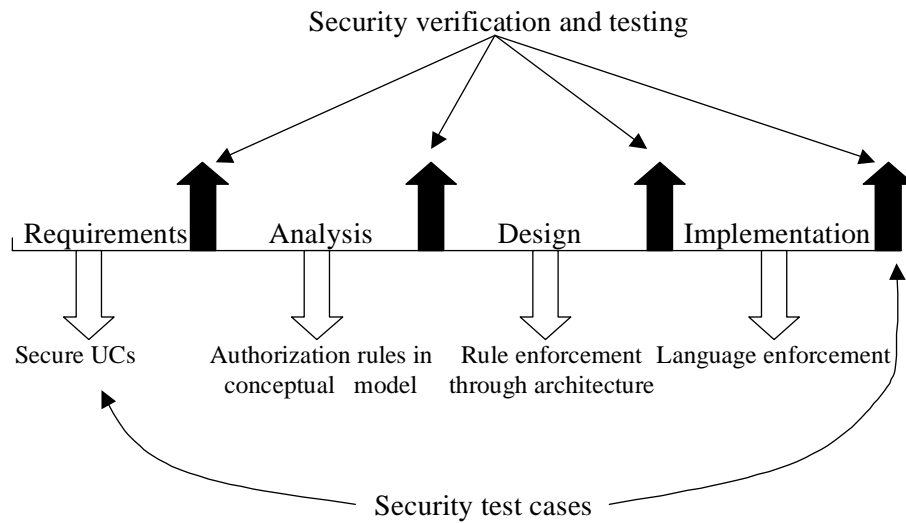 Security verification and testing
Requirements
Analysis
Design
Implementation
Secure UCs
Authorization rules in
conceptual model
Rule enforcement
through architecture
Language enforcement
Security test cases